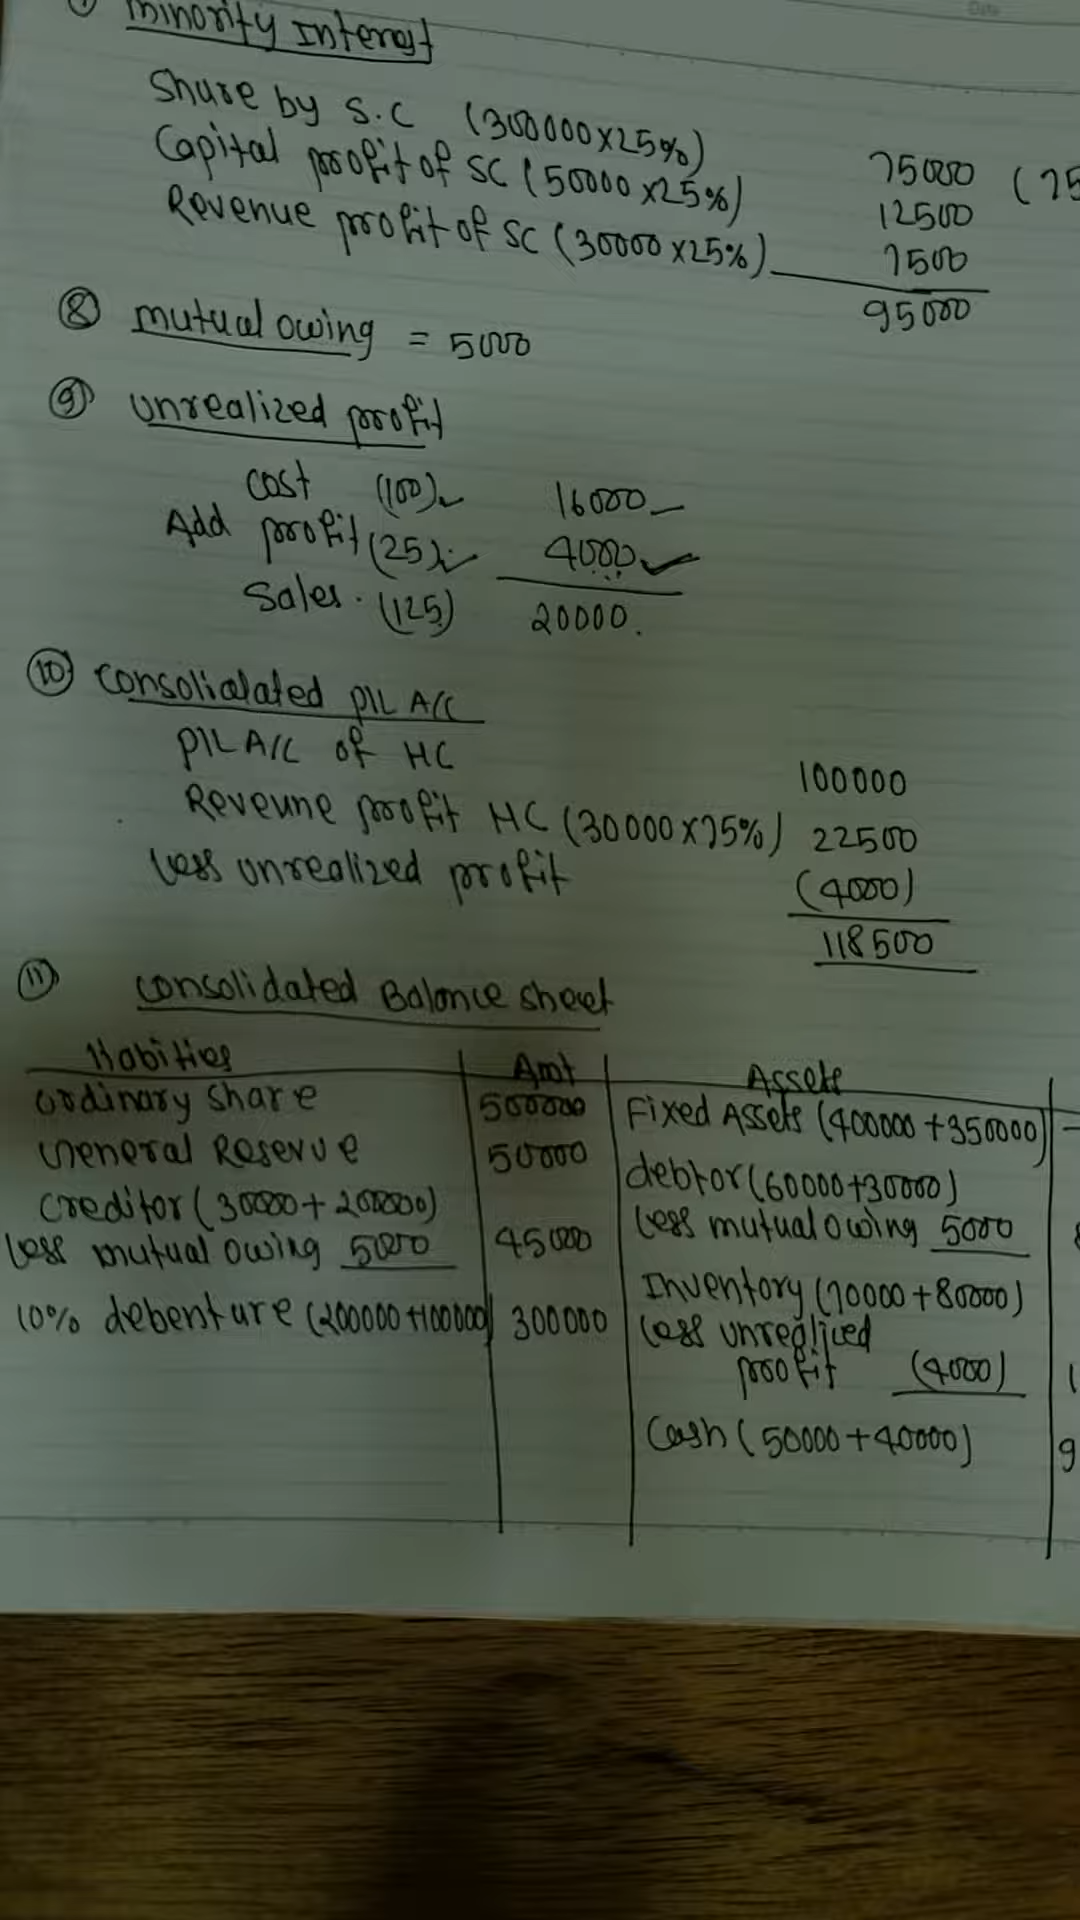 Minority Interest
Share by S.C (300000x25%) 75000 (75
Capital profit of SC (50000x25%) 12500
Revenue profit of SC (30000x25%) 7500
95000
⑧ mutual owing = 5000
⑨ unrealized profit
cost (100) 16000
Add profit (25) 4000
Sales. (125) 20000.
⑩ Consolialated P/L A/C
P/L A/C of HC 100000
Reveune profit HC (30000x75%) 22500
less unrealized profit (4000)
118500
⑪ consolidated Balance sheet
liabities Amt Assets
ordinary share 500000 Fixed Assets (400000+350000)
General Reserve 50000 debtor (60000+30000)
Creditor (30000+20000) less mutual owing 5000
less mutual owing 5000 45000 Inventory (70000+80000)
10% debenture (200000+100000) 300000 less unrealized
profit (4000)
Cash (50000+40000) 9